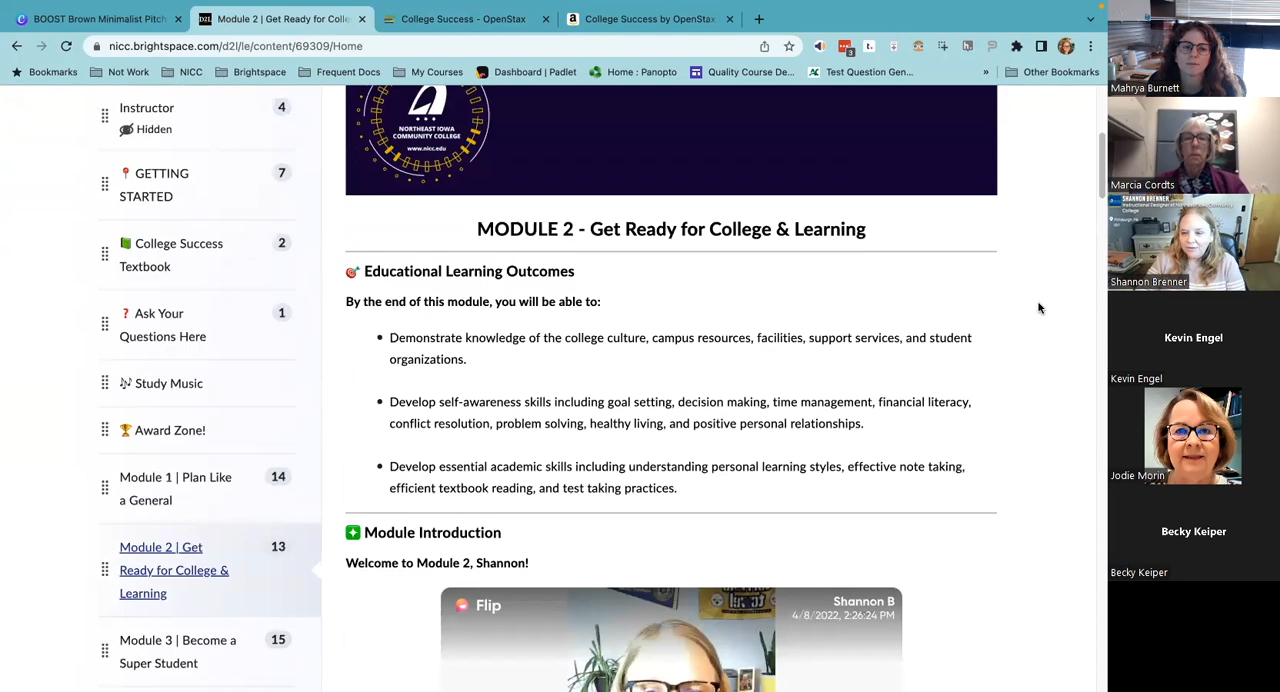 BOOST Brown Minimalist Pitch
Module 2 | Get Ready for Colle
College Success - OpenStax
College Success by OpenStax
nicc.brightspace.com/d2l/le/content/69309/Home
3
Bookmarks
Not Work
NICC
Brightspace
Frequent Docs
My Courses
Dashboard | Padlet
Home : Panopto
Quality Course De...
Test Question Gen...
»
Other Bookmarks
Instructor
4
Hidden
📍 GETTING
STARTED
7
📗 College Success
Textbook
2
❓ Ask Your
Questions Here
1
🎶 Study Music
🏆 Award Zone!
Module 1 | Plan Like
a General
14
Module 2 | Get
Ready for College &
Learning
13
Module 3 | Become a
Super Student
15
NORTHEAST IOWA
COMMUNITY COLLEGE
www.nicc.edu
MODULE 2 - Get Ready for College & Learning
🎯 Educational Learning Outcomes
By the end of this module, you will be able to:
• Demonstrate knowledge of the college culture, campus resources, facilities, support services, and student
organizations.
• Develop self-awareness skills including goal setting, decision making, time management, financial literacy,
conflict resolution, problem solving, healthy living, and positive personal relationships.
• Develop essential academic skills including understanding personal learning styles, effective note taking,
efficient textbook reading, and test taking practices.
Module Introduction
Welcome to Module 2, Shannon!
Flip
Shannon B
4/8/2022, 2:26:24 PM
Mahrya Burnett
Marcia Cordts
SHANNON BRENNER
Instructional Designer at Northeast Iowa Community
College
Shannon Brenner
Kevin Engel
Kevin Engel
Jodie Morin
Becky Keiper
Becky Keiper